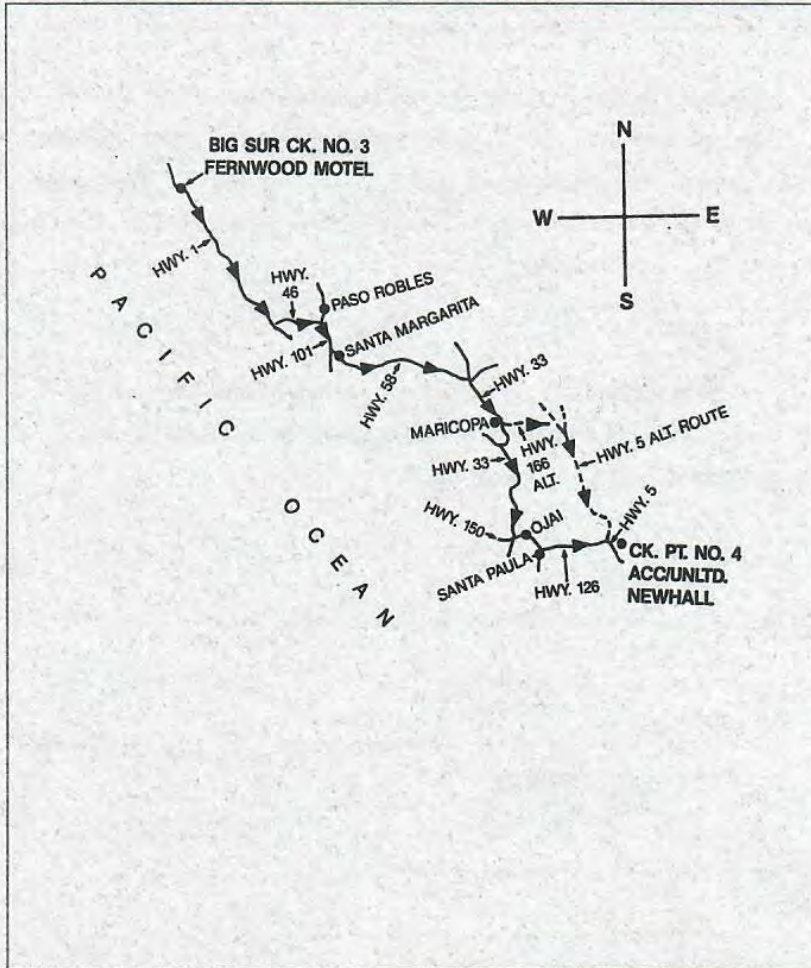 BIG SUR CK. NO. 3
FERNWOOD MOTEL
N
W
E
S
HWY. 1
HWY.
46
PASO ROBLES
SANTA MARGARITA
HWY. 101
HWY. 58
HWY. 33
MARICOPA
HWY.
166
ALT.
HWY. 5 ALT. ROUTE
HWY. 33
HWY. 150
OJAI
HWY. 5
SANTA PAULA
HWY. 126
CK. PT. NO. 4
ACC/UNLTD.
NEWHALL
PACIFIC OCEAN